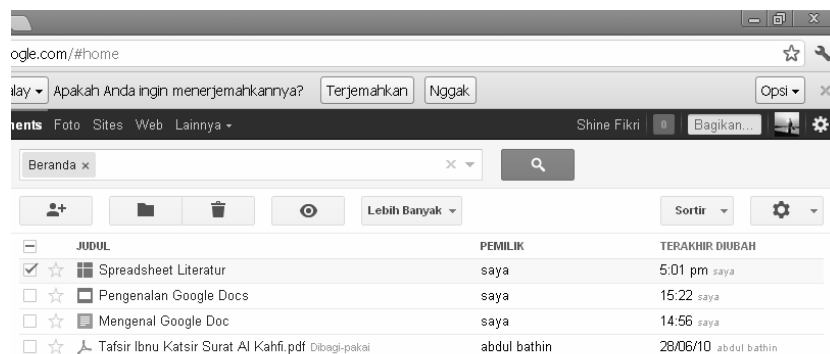 ogle.com/#home
lay Apakah Anda ingin menerjemahkannya? Terjemahkan Nggak Opsi
ments Foto Sites Web Lainnya Shine Fikri 0 Bagikan...
Beranda ×
Lebih Banyak Sortir
JUDUL PEMILIK TERAKHIR DIUBAH
Spreadsheet Literatur saya 5:01 pm saya
Pengenalan Google Docs saya 15:22 saya
Mengenal Google Doc saya 14:56 saya
Tafsir Ibnu Katsir Surat Al Kahfi.pdf Dibagi-pakai abdul bathin 28/06/10 abdul bathin